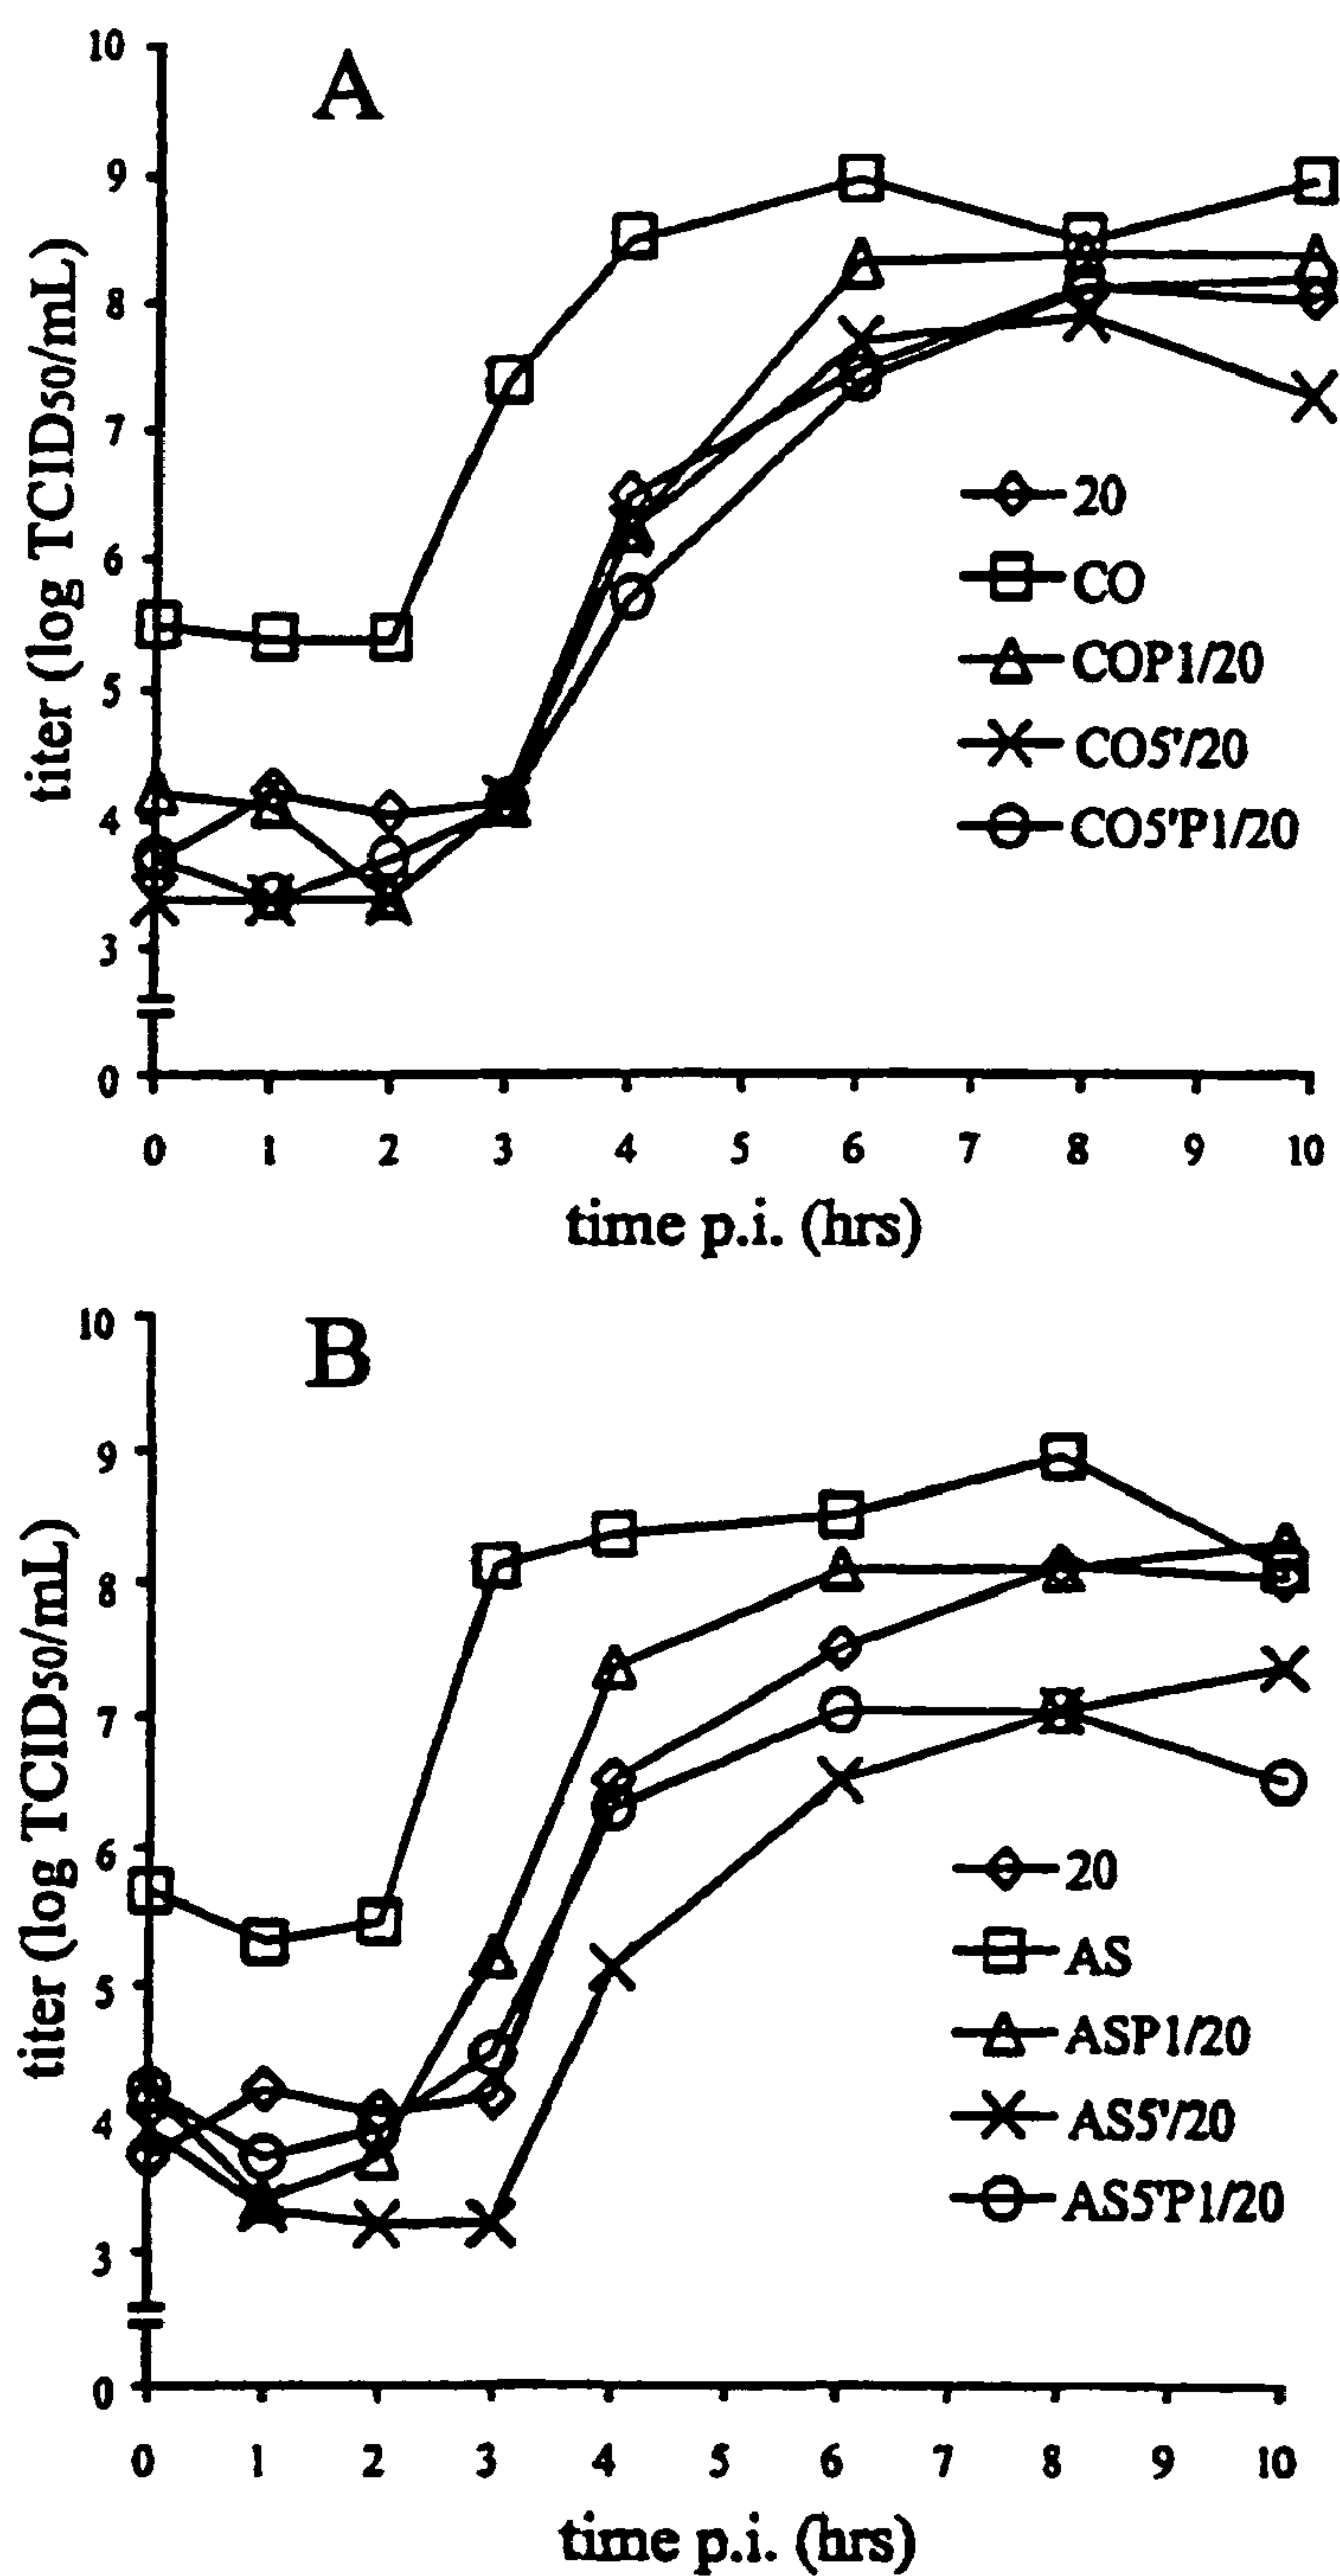 A
10
9
8
7
6
5
4
3
0
titer (log TCID50/mL)
20
CO
COP1/20
CO5'/20
CO5'P1/20
0 1 2 3 4 5 6 7 8 9 10
time p.i. (hrs)
B
10
9
8
7
6
5
4
3
0
titer (log TCID50/mL)
20
AS
ASP1/20
AS5'/20
AS5'P1/20
0 1 2 3 4 5 6 7 8 9 10
time p.i. (hrs)